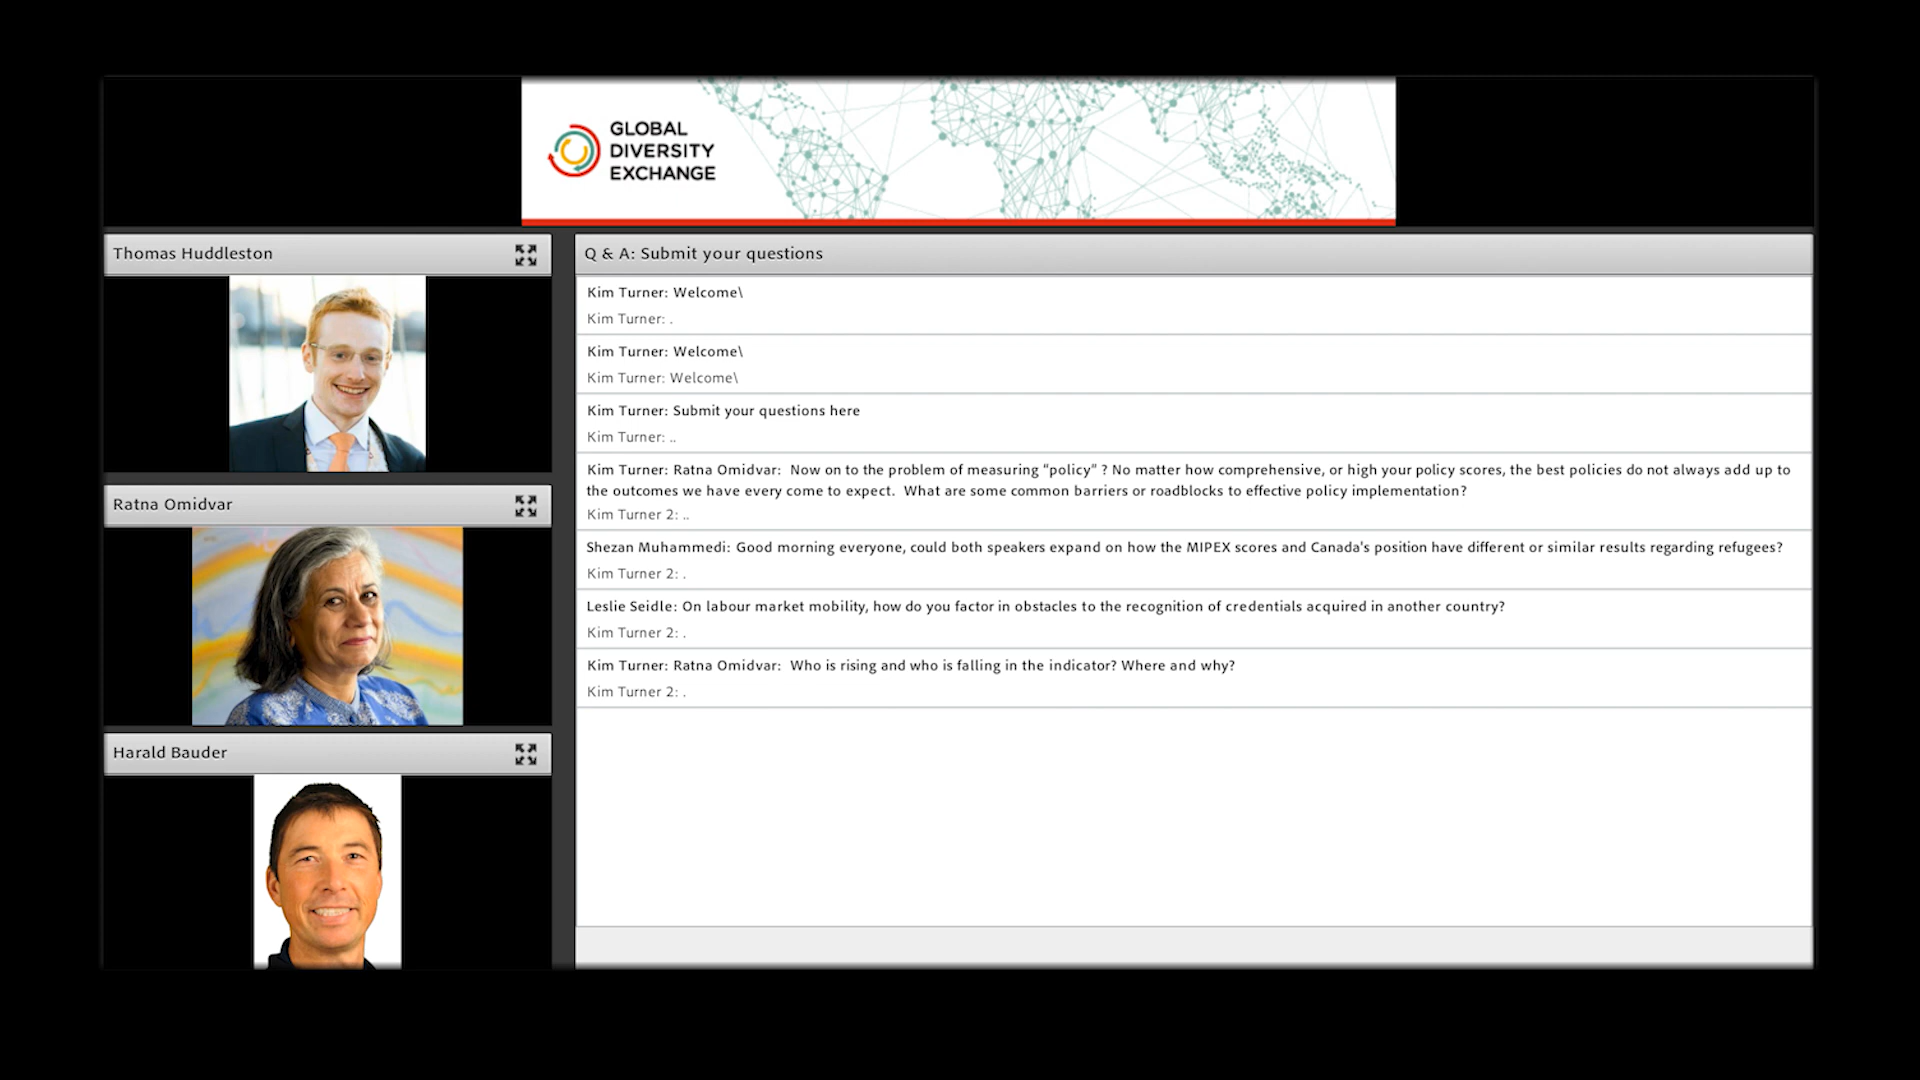 GLOBAL
DIVERSITY
EXCHANGE
Thomas Huddleston
Ratna Omidvar
Harald Bauder
Q & A: Submit your questions
Kim Turner: Welcome\
Kim Turner: .
Kim Turner: Welcome\
Kim Turner: Welcome\
Kim Turner: Submit your questions here
Kim Turner: ..
Kim Turner: Ratna Omidvar:  Now on to the problem of measuring “policy” ? No matter how comprehensive, or high your policy scores, the best policies do not always add up to
the outcomes we have every come to expect.  What are some common barriers or roadblocks to effective policy implementation?
Kim Turner 2: ..
Shezan Muhammedi: Good morning everyone, could both speakers expand on how the MIPEX scores and Canada's position have different or similar results regarding refugees?
Kim Turner 2: .
Leslie Seidle: On labour market mobility, how do you factor in obstacles to the recognition of credentials acquired in another country?
Kim Turner 2: .
Kim Turner: Ratna Omidvar:  Who is rising and who is falling in the indicator? Where and why?
Kim Turner 2: .